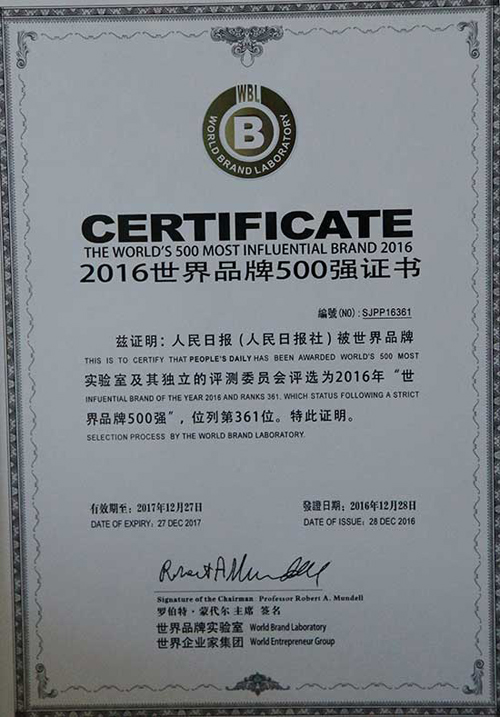 WBL
B
WORLD BRAND LABORATORY
CERTIFICATE
THE WORLD'S 500 MOST INFLUENTIAL BRAND 2016
2016世界品牌500强证书
编號(NO): SJPP16361
兹证明：人民日报（人民日报社）被世界品牌
THIS IS TO CERTIFY THAT PEOPLE'S DAILY HAS BEEN AWARDED WORLD'S 500 MOST
实验室及其独立的评测委员会评选为2016年“世
INFUENTIAL BRAND OF THE YEAR 2016 AND RANKS 361, WHICH STATUS FOLLOWING A STRICT
界品牌500强”，位列第361位。特此证明。
SELECTION PROCESS BY THE WORLD BRAND LABORATORY.
有效期至：2017年12月27日
DATE OF EXPIRY: 27 DEC 2017
發證日期：2016年12月28日
DATE OF ISSUE: 28 DEC 2016
Robert A Mundell
Signature of the Chairman Professor Robert A. Mundell
罗伯特·蒙代尔 主席 签名
世界品牌实验室 World Brand Laboratory
世界企业家集团 World Entrepreneur Group